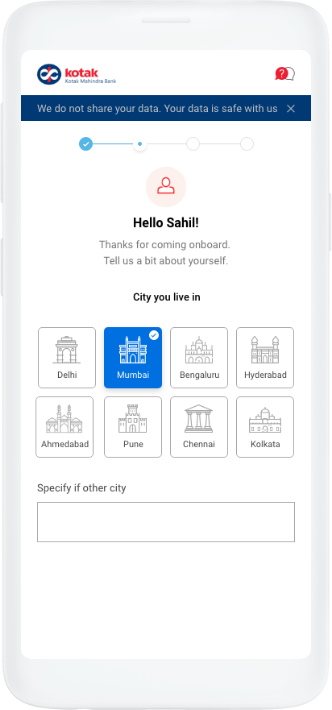 kotak
Kotak Mahindra Bank
?
We do not share your data. Your data is safe with us ×
Hello Sahil!
Thanks for coming onboard.
Tell us a bit about yourself.
City you live in
Delhi Mumbai Bengaluru Hyderabad
Ahmedabad Pune Chennai Kolkata
Specify if other city